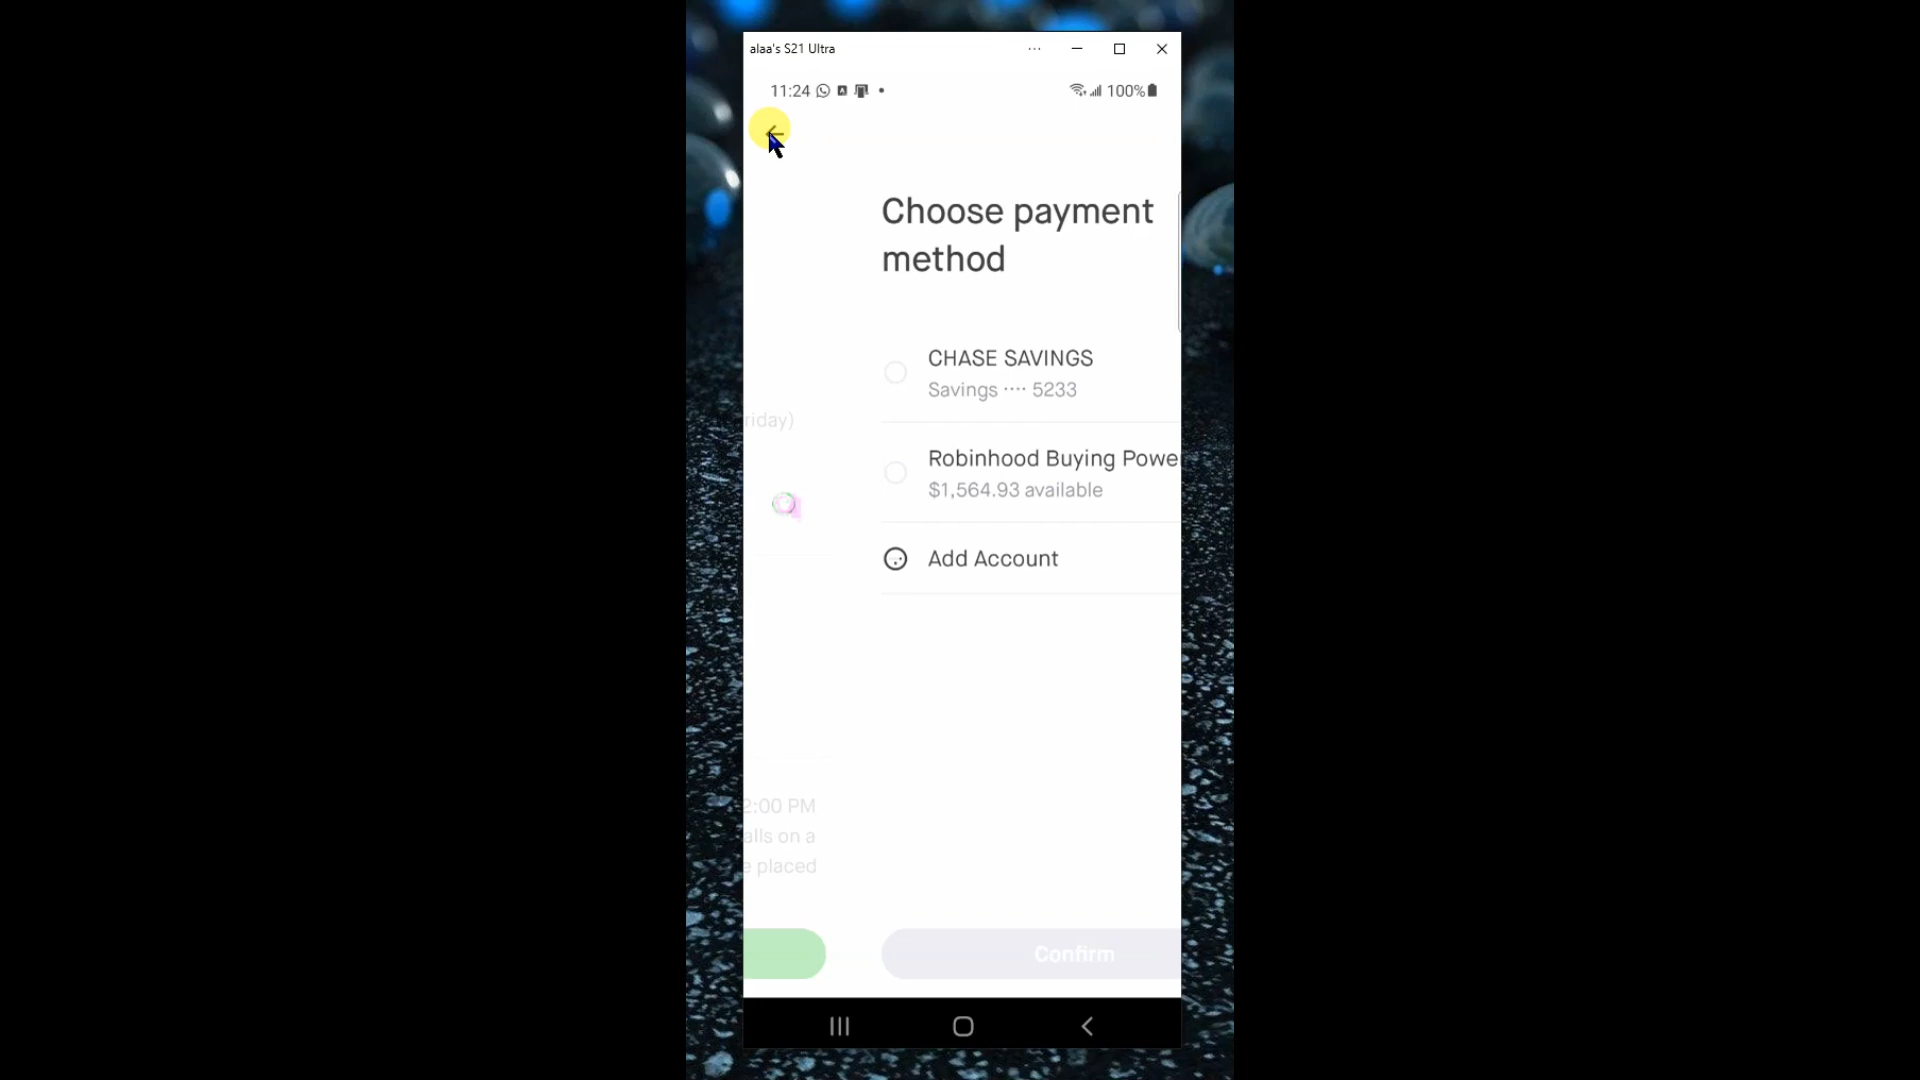 alaa's S21 Ultra
11:24
100%
Choose payment
method
CHASE SAVINGS
Savings ···· 5233
riday)
Robinhood Buying Powe
$1,564.93 available
Add Account
2:00 PM
alls on a
e placed
Confirm